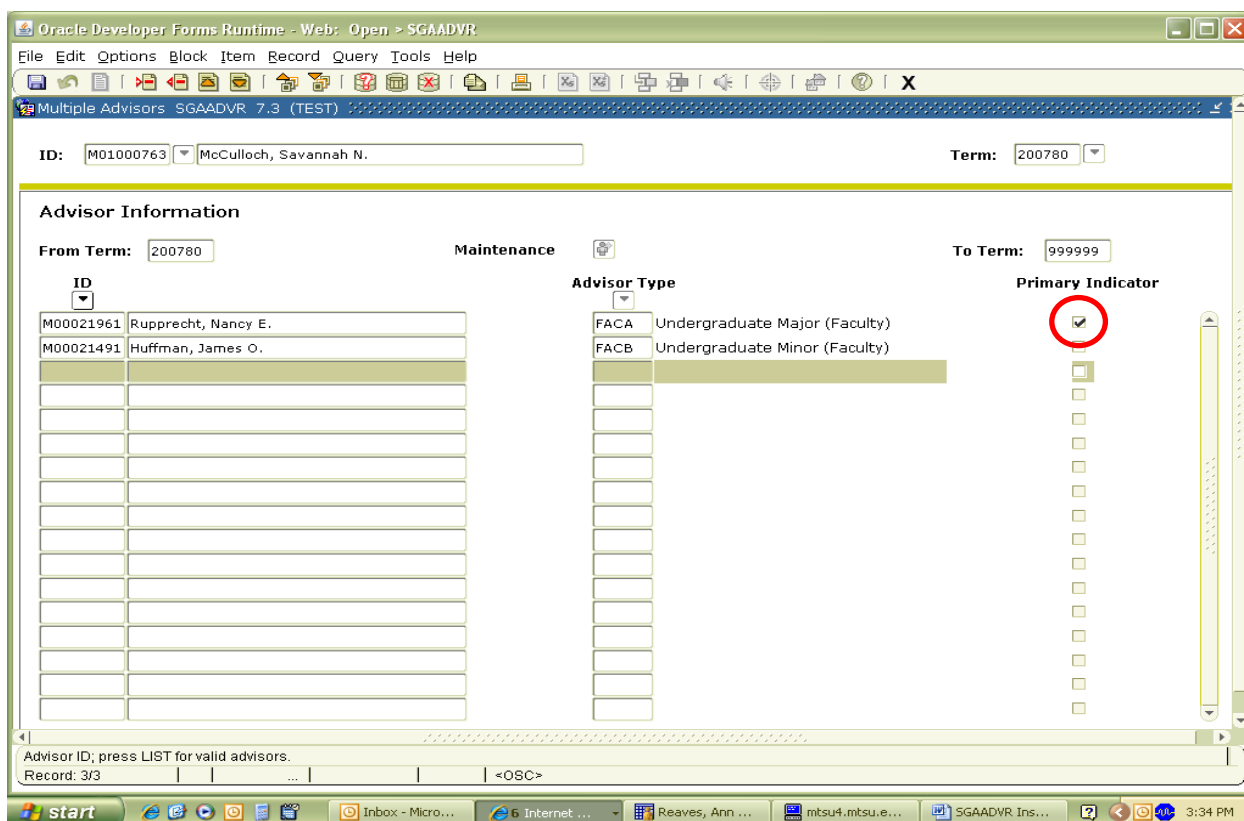 Oracle Developer Forms Runtime - Web: Open > SGAADVR
File Edit Options Block Item Record Query Tools Help
X
Multiple Advisors SGAADVR 7.3 (TEST)
ID: M01000763 McCulloch, Savannah N. Term: 200780
Advisor Information
From Term: 200780 Maintenance To Term: 999999
ID Advisor Type Primary Indicator
M00021961 Rupprecht, Nancy E. FACA Undergraduate Major (Faculty)
M00021491 Huffman, James O. FACB Undergraduate Minor (Faculty)
Advisor ID; press LIST for valid advisors.
Record: 3/3 ... <OSC>
start Inbox - Micro... 6 Internet ... Reaves, Ann ... mtsu4.mtsu.e... SGAADVR Ins... 3:34 PM